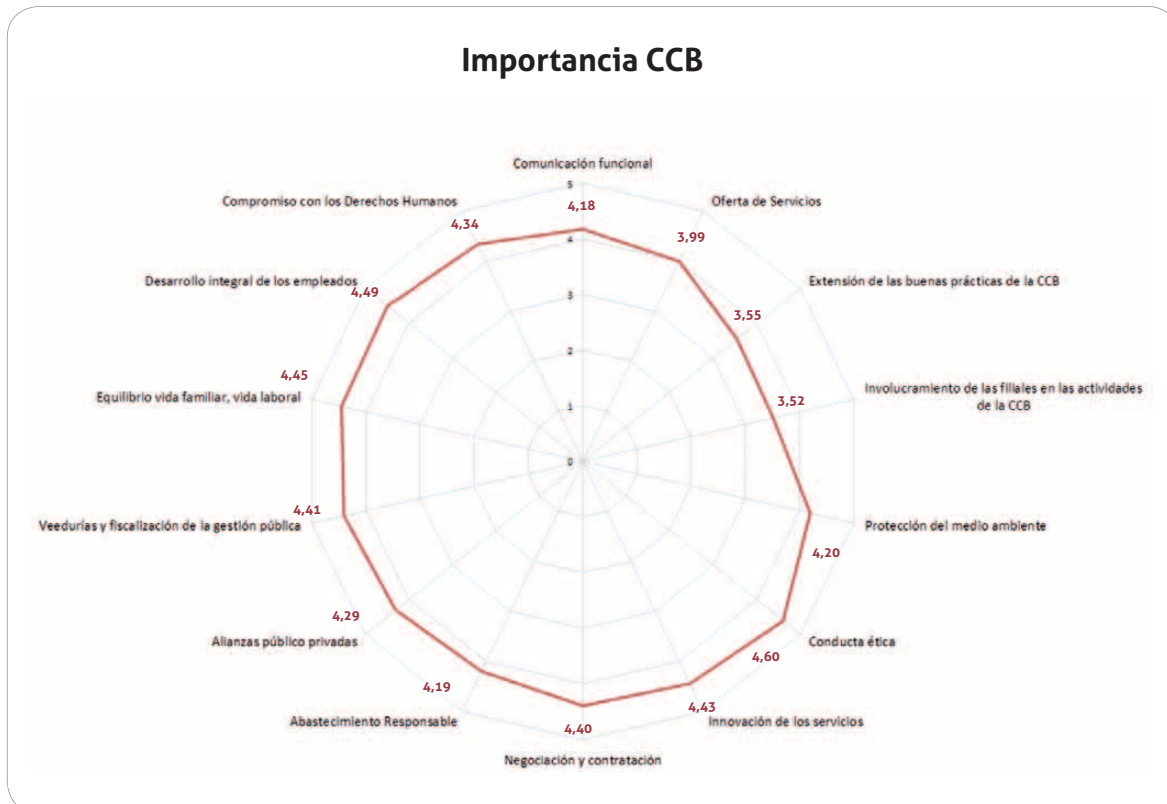 Importancia CCB
Comunicación funcional
5
4,18
4
3
2
1
0
Oferta de Servicios
3,99
Extensión de las buenas prácticas de la CCB
3,55
Involucramiento de las filiales en las actividades
de la CCB
3,52
Protección del medio ambiente
4,20
Conducta ética
4,60
Innovación de los servicios
4,43
Negociación y contratación
4,40
Abastecimiento Responsable
4,19
Alianzas público privadas
4,29
Veedurías y fiscalización de la gestión pública
4,41
Equilibrio vida familiar, vida laboral
4,45
Desarrollo integral de los empleados
4,49
Compromiso con los Derechos Humanos
4,34